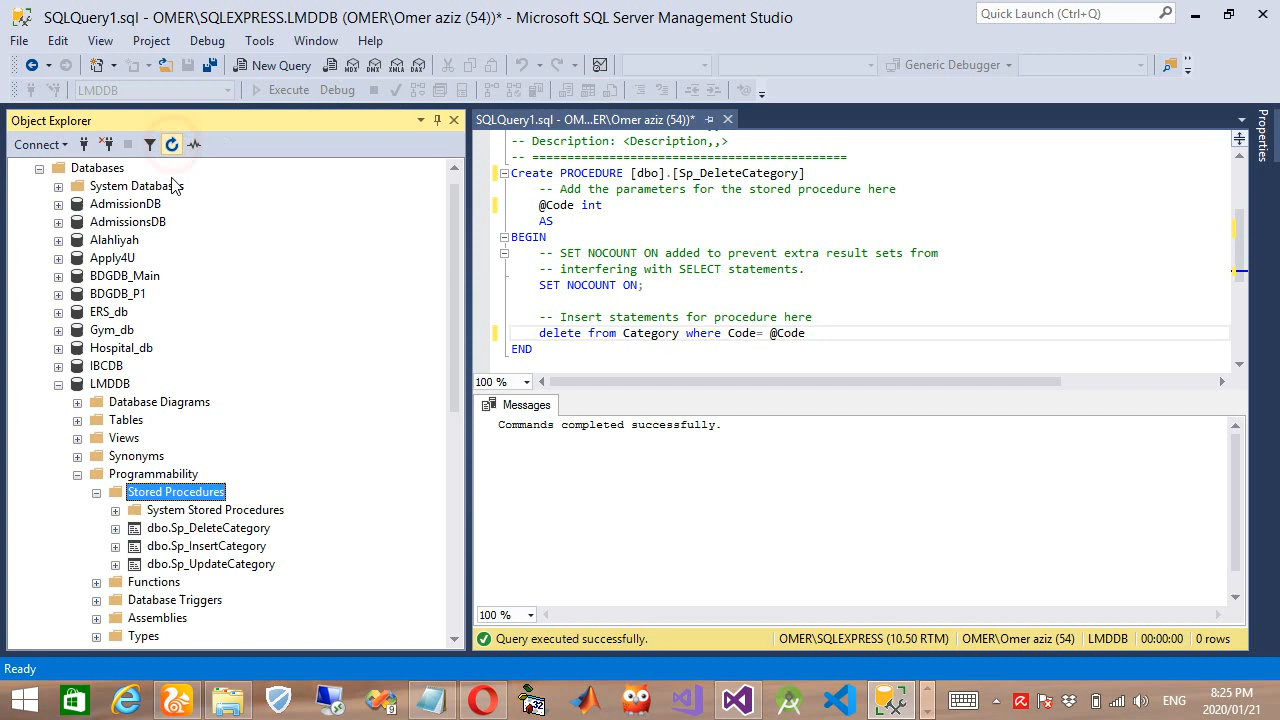 SQLQuery1.sql - OMER\SQLEXPRESS.LMDDB (OMER\Omer aziz (54))* - Microsoft SQL Server Management Studio
Quick Launch (Ctrl+Q)
File Edit View Project Debug Tools Window Help
New Query
MDX DMX XMLA DAX
Generic Debugger
LMDDB
Execute Debug
Object Explorer
Connect
Databases
System Databases
AdmissionDB
AdmissionsDB
Alahliyah
Apply4U
BDGDB_Main
BDGDB_P1
ERS_db
Gym_db
Hospital_db
IBCDB
LMDDB
Database Diagrams
Tables
Views
Synonyms
Programmability
Stored Procedures
System Stored Procedures
dbo.Sp_DeleteCategory
dbo.Sp_InsertCategory
dbo.Sp_UpdateCategory
Functions
Database Triggers
Assemblies
Types
SQLQuery1.sql - OM...ER\Omer aziz (54))*
-- Description: <Description,,>
-- =============================================
Create PROCEDURE [dbo].[Sp_DeleteCategory]
-- Add the parameters for the stored procedure here
@Code int
AS
BEGIN
-- SET NOCOUNT ON added to prevent extra result sets from
-- interfering with SELECT statements.
SET NOCOUNT ON;
-- Insert statements for procedure here
delete from Category where Code= @Code
END
100 %
Messages
Commands completed successfully.
100 %
Query executed successfully.
OMER\SQLEXPRESS (10.50 RTM) OMER\Omer aziz (54) LMDDB 00:00:00 0 rows
Properties
Ready
32
ENG
8:25 PM
2020/01/21